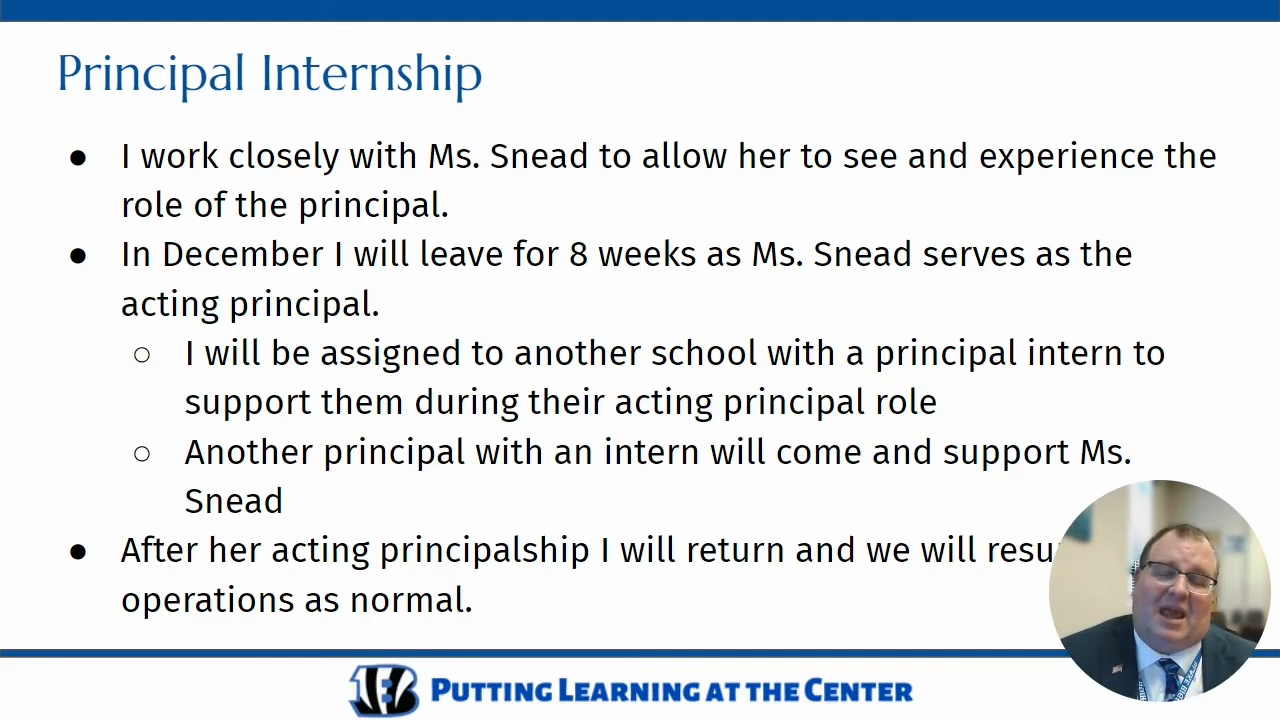 Principal Internship
● I work closely with Ms. Snead to allow her to see and experience the
role of the principal.
● In December I will leave for 8 weeks as Ms. Snead serves as the
acting principal.
○ I will be assigned to another school with a principal intern to
support them during their acting principal role
○ Another principal with an intern will come and support Ms.
Snead
● After her acting principalship I will return and we will
operations as normal.
PUTTING LEARNING AT THE CENTER